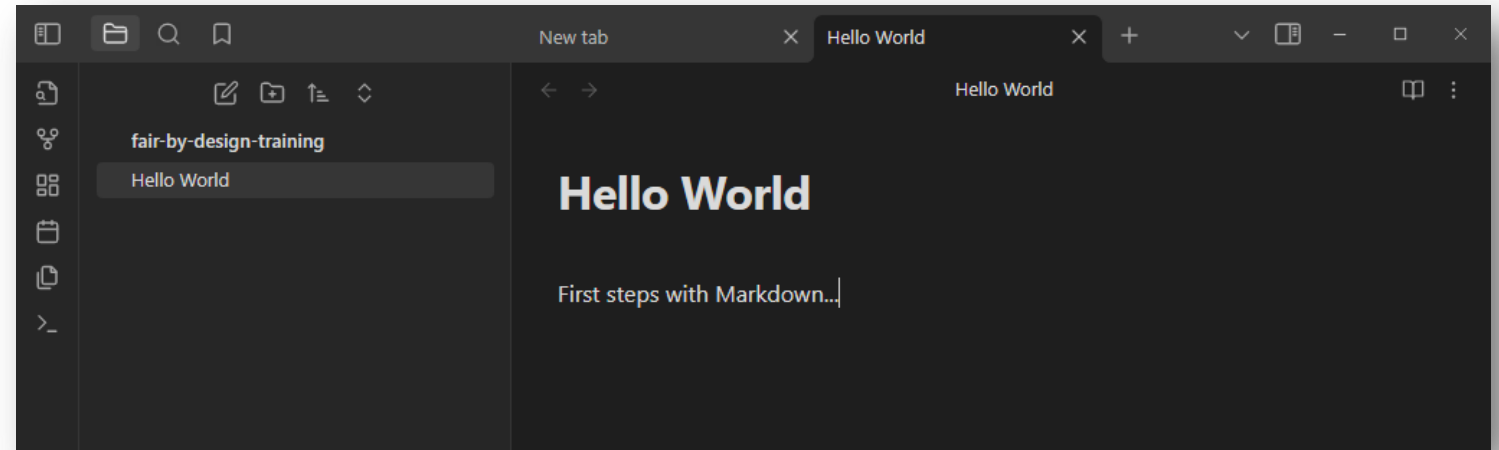 New tab
Hello World
Hello World
fair-by-design-training
Hello World
Hello World
First steps with Markdown...